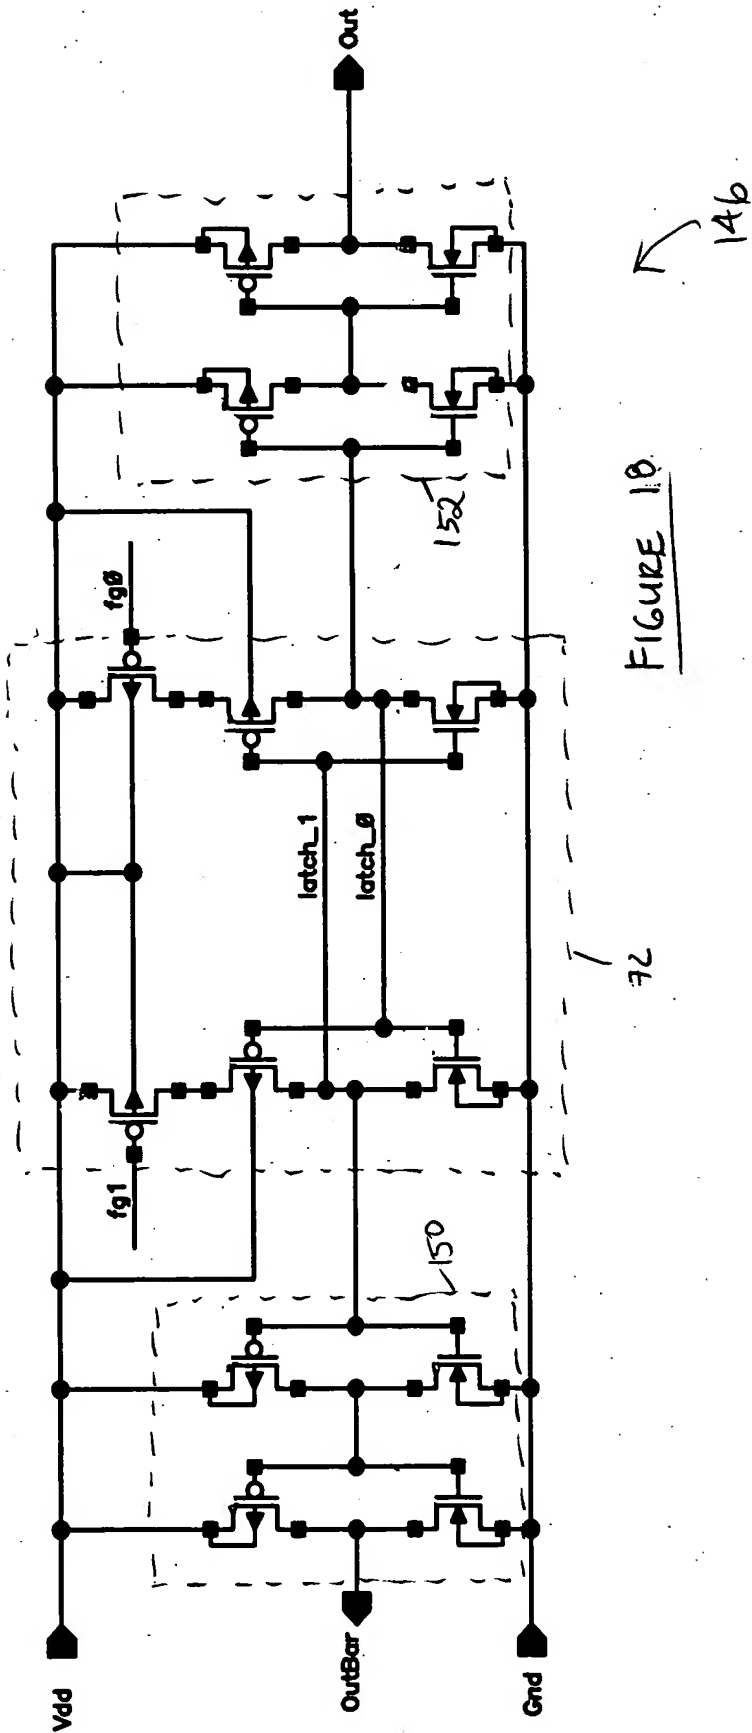 Vdd
OutBar
Gnd
150
fg1
72
latch_1
latch_0
fg0
152
Out
FIGURE 18
146